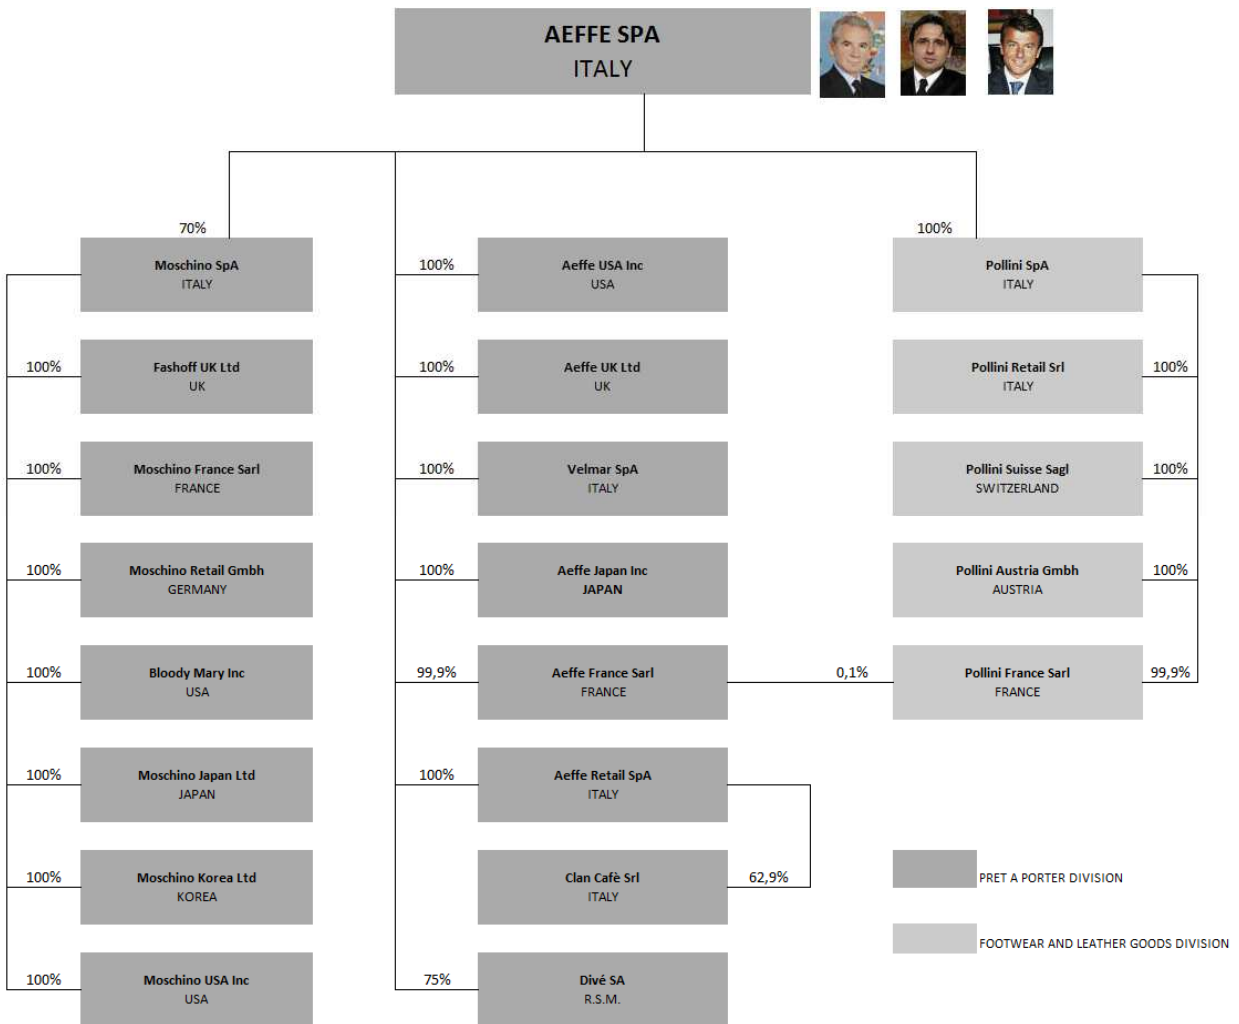 AEFFE SPA
ITALY
70%
Moschino SpA
ITALY
100%
Fashoff UK Ltd
UK
100%
Moschino France Sarl
FRANCE
100%
Moschino Retail Gmbh
GERMANY
100%
Bloody Mary Inc
USA
100%
Moschino Japan Ltd
JAPAN
100%
Moschino Korea Ltd
KOREA
100%
Moschino USA Inc
USA
100%
Aeffe USA Inc
USA
100%
Aeffe UK Ltd
UK
100%
Velmar SpA
ITALY
100%
Aeffe Japan Inc
JAPAN
99,9%
Aeffe France Sarl
FRANCE
0,1%
100%
Aeffe Retail SpA
ITALY
Clan Cafè Srl
ITALY
62,9%
75%
Divé SA
R.S.M.
100%
Pollini SpA
ITALY
Pollini Retail Srl
ITALY
100%
Pollini Suisse Sagl
SWITZERLAND
100%
Pollini Austria Gmbh
AUSTRIA
100%
Pollini France Sarl
FRANCE
99,9%
PRET A PORTER DIVISION
FOOTWEAR AND LEATHER GOODS DIVISION